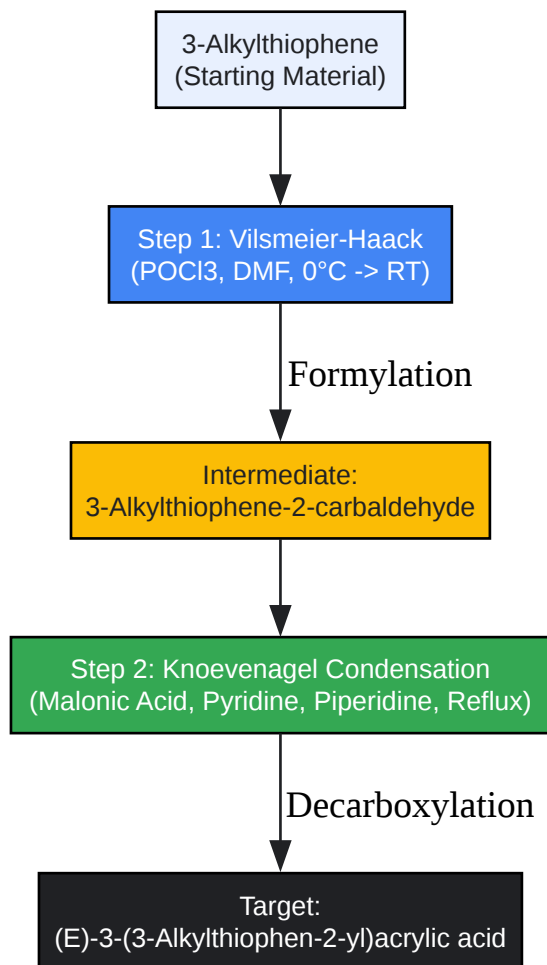 3-Alkylthiophene
(Starting Material)
Step 1: Vilsmeier-Haack
(POCl3, DMF, 0°C -> RT)
Formylation
Intermediate:
3-Alkylthiophene-2-carbaldehyde
Step 2: Knoevenagel Condensation
(Malonic Acid, Pyridine, Piperidine, Reflux)
Decarboxylation
Target:
(E)-3-(3-Alkylthiophen-2-yl)acrylic acid